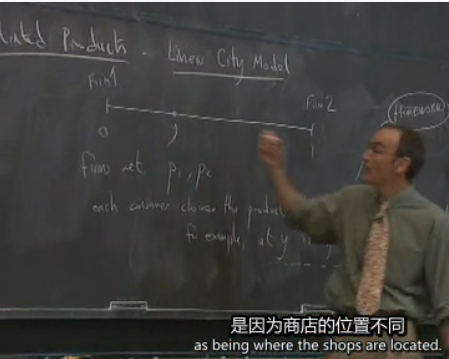 tiated Products - Linear City Model
Firm 1
Firm 2
HOMEWORK
0
y
1
firms set p₁, p₂
each consumer chooses the product
for example, at y
是因为商店的位置不同
as being where the shops are located.